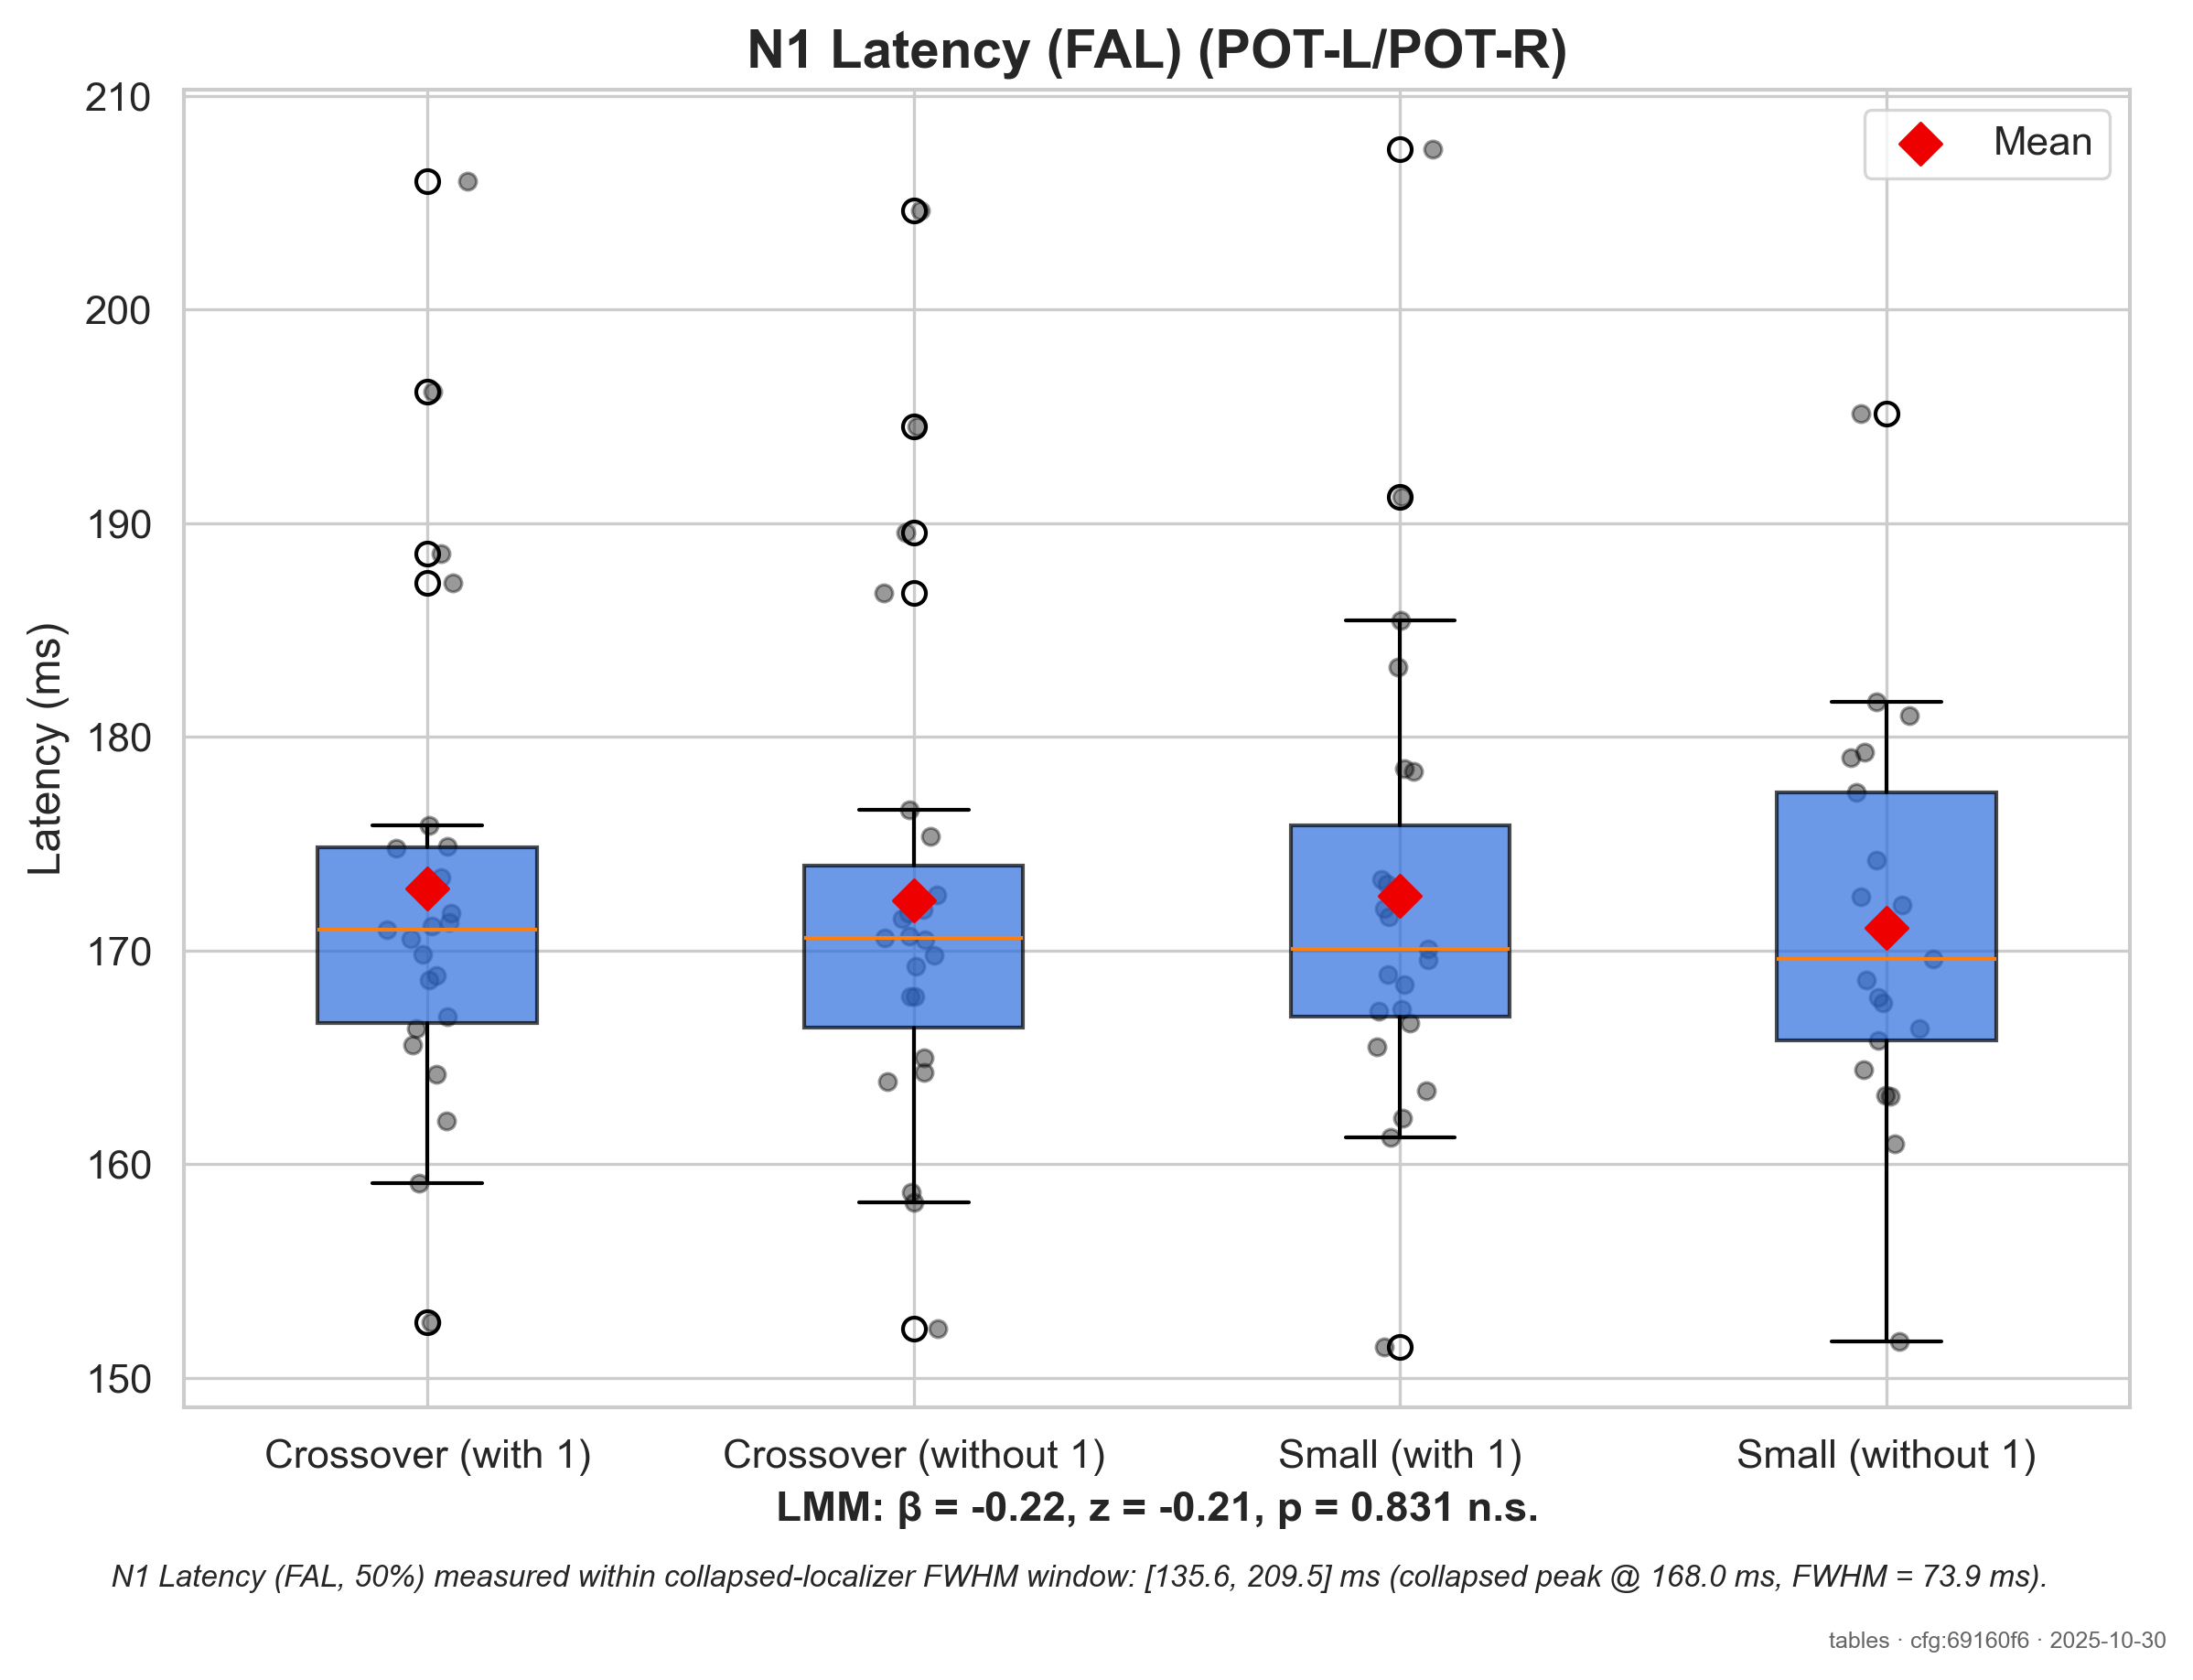 N1 Latency (FAL) (POT-L/POT-R)
210
200
190
180
170
160
150
Latency (ms)
Mean
Crossover (with 1)
Crossover (without 1)
Small (with 1)
Small (without 1)
LMM: β = -0.22, z = -0.21, p = 0.831 n.s.
N1 Latency (FAL, 50%) measured within collapsed-localizer FWHM window: [135.6, 209.5] ms (collapsed peak @ 168.0 ms, FWHM = 73.9 ms).
tables · cfg:69160f6 · 2025-10-30